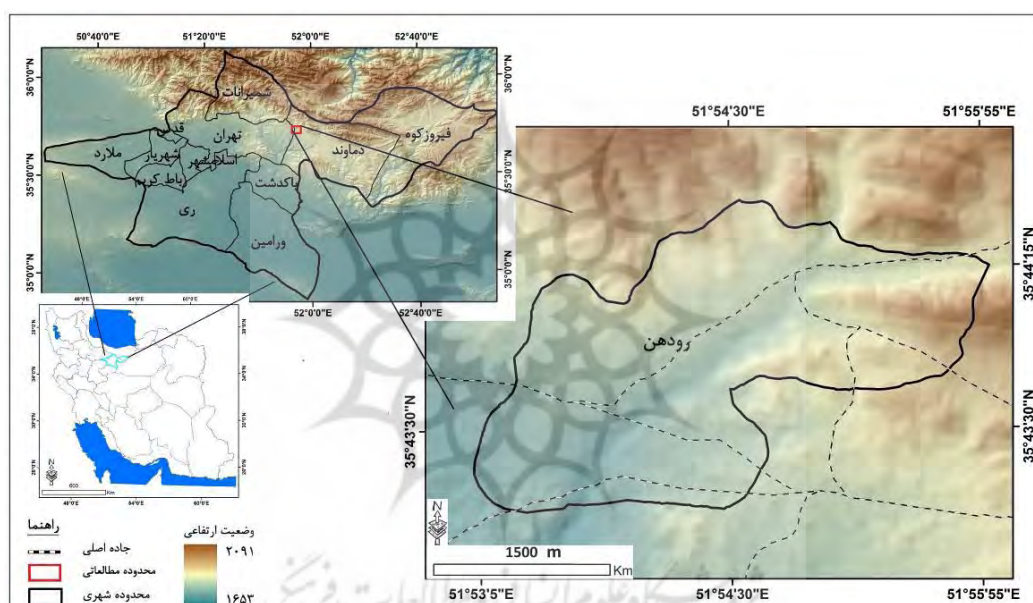 50°40'0"E 51°20'0"E 52°0'0"E 52°40'0"E
36°0'0"N
35°30'0"N
35°0'0"N
36°0'0"N
35°30'0"N
35°0'0"N
52°0'0"E 52°40'0"E
شمیرانات
قدس
تهران
فیروزکوه
دماوند
ملارد
شهریار
اسلامشهر
رباط کریم
پاکدشت
ری
ورامین
51°54'30"E 51°55'55"E
35°44'15"N
35°43'30"N
35°43'30"N
رودهن
N
1500 m
Km
51°53'5"E 51°54'30"E 51°55'55"E
N
600
Km
راهنما
جاده اصلی
محدوده مطالعاتی
محدوده شهری
وضعیت ارتفاعی
۲۰۹۱
۱۶۵۳